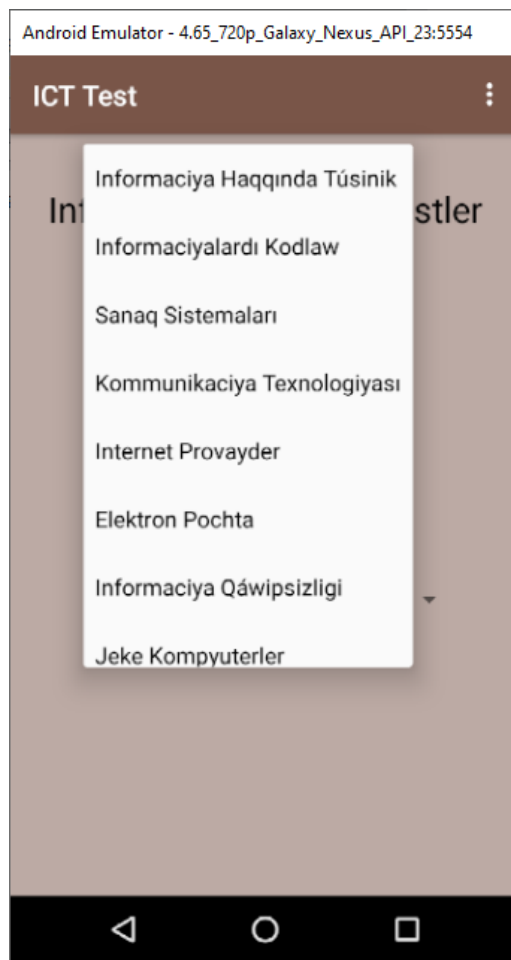 Android Emulator - 4.65_720p_Galaxy_Nexus_API_23:5554
ICT Test
Informaciya Haqqında Túsinik
Informaciyalardı Kodlaw
Sanaq Sistemaları
Kommunikaciya Texnologiyası
Internet Provayder
Elektron Pochta
Informaciya Qáwipsizligi
Jeke Kompyuterler